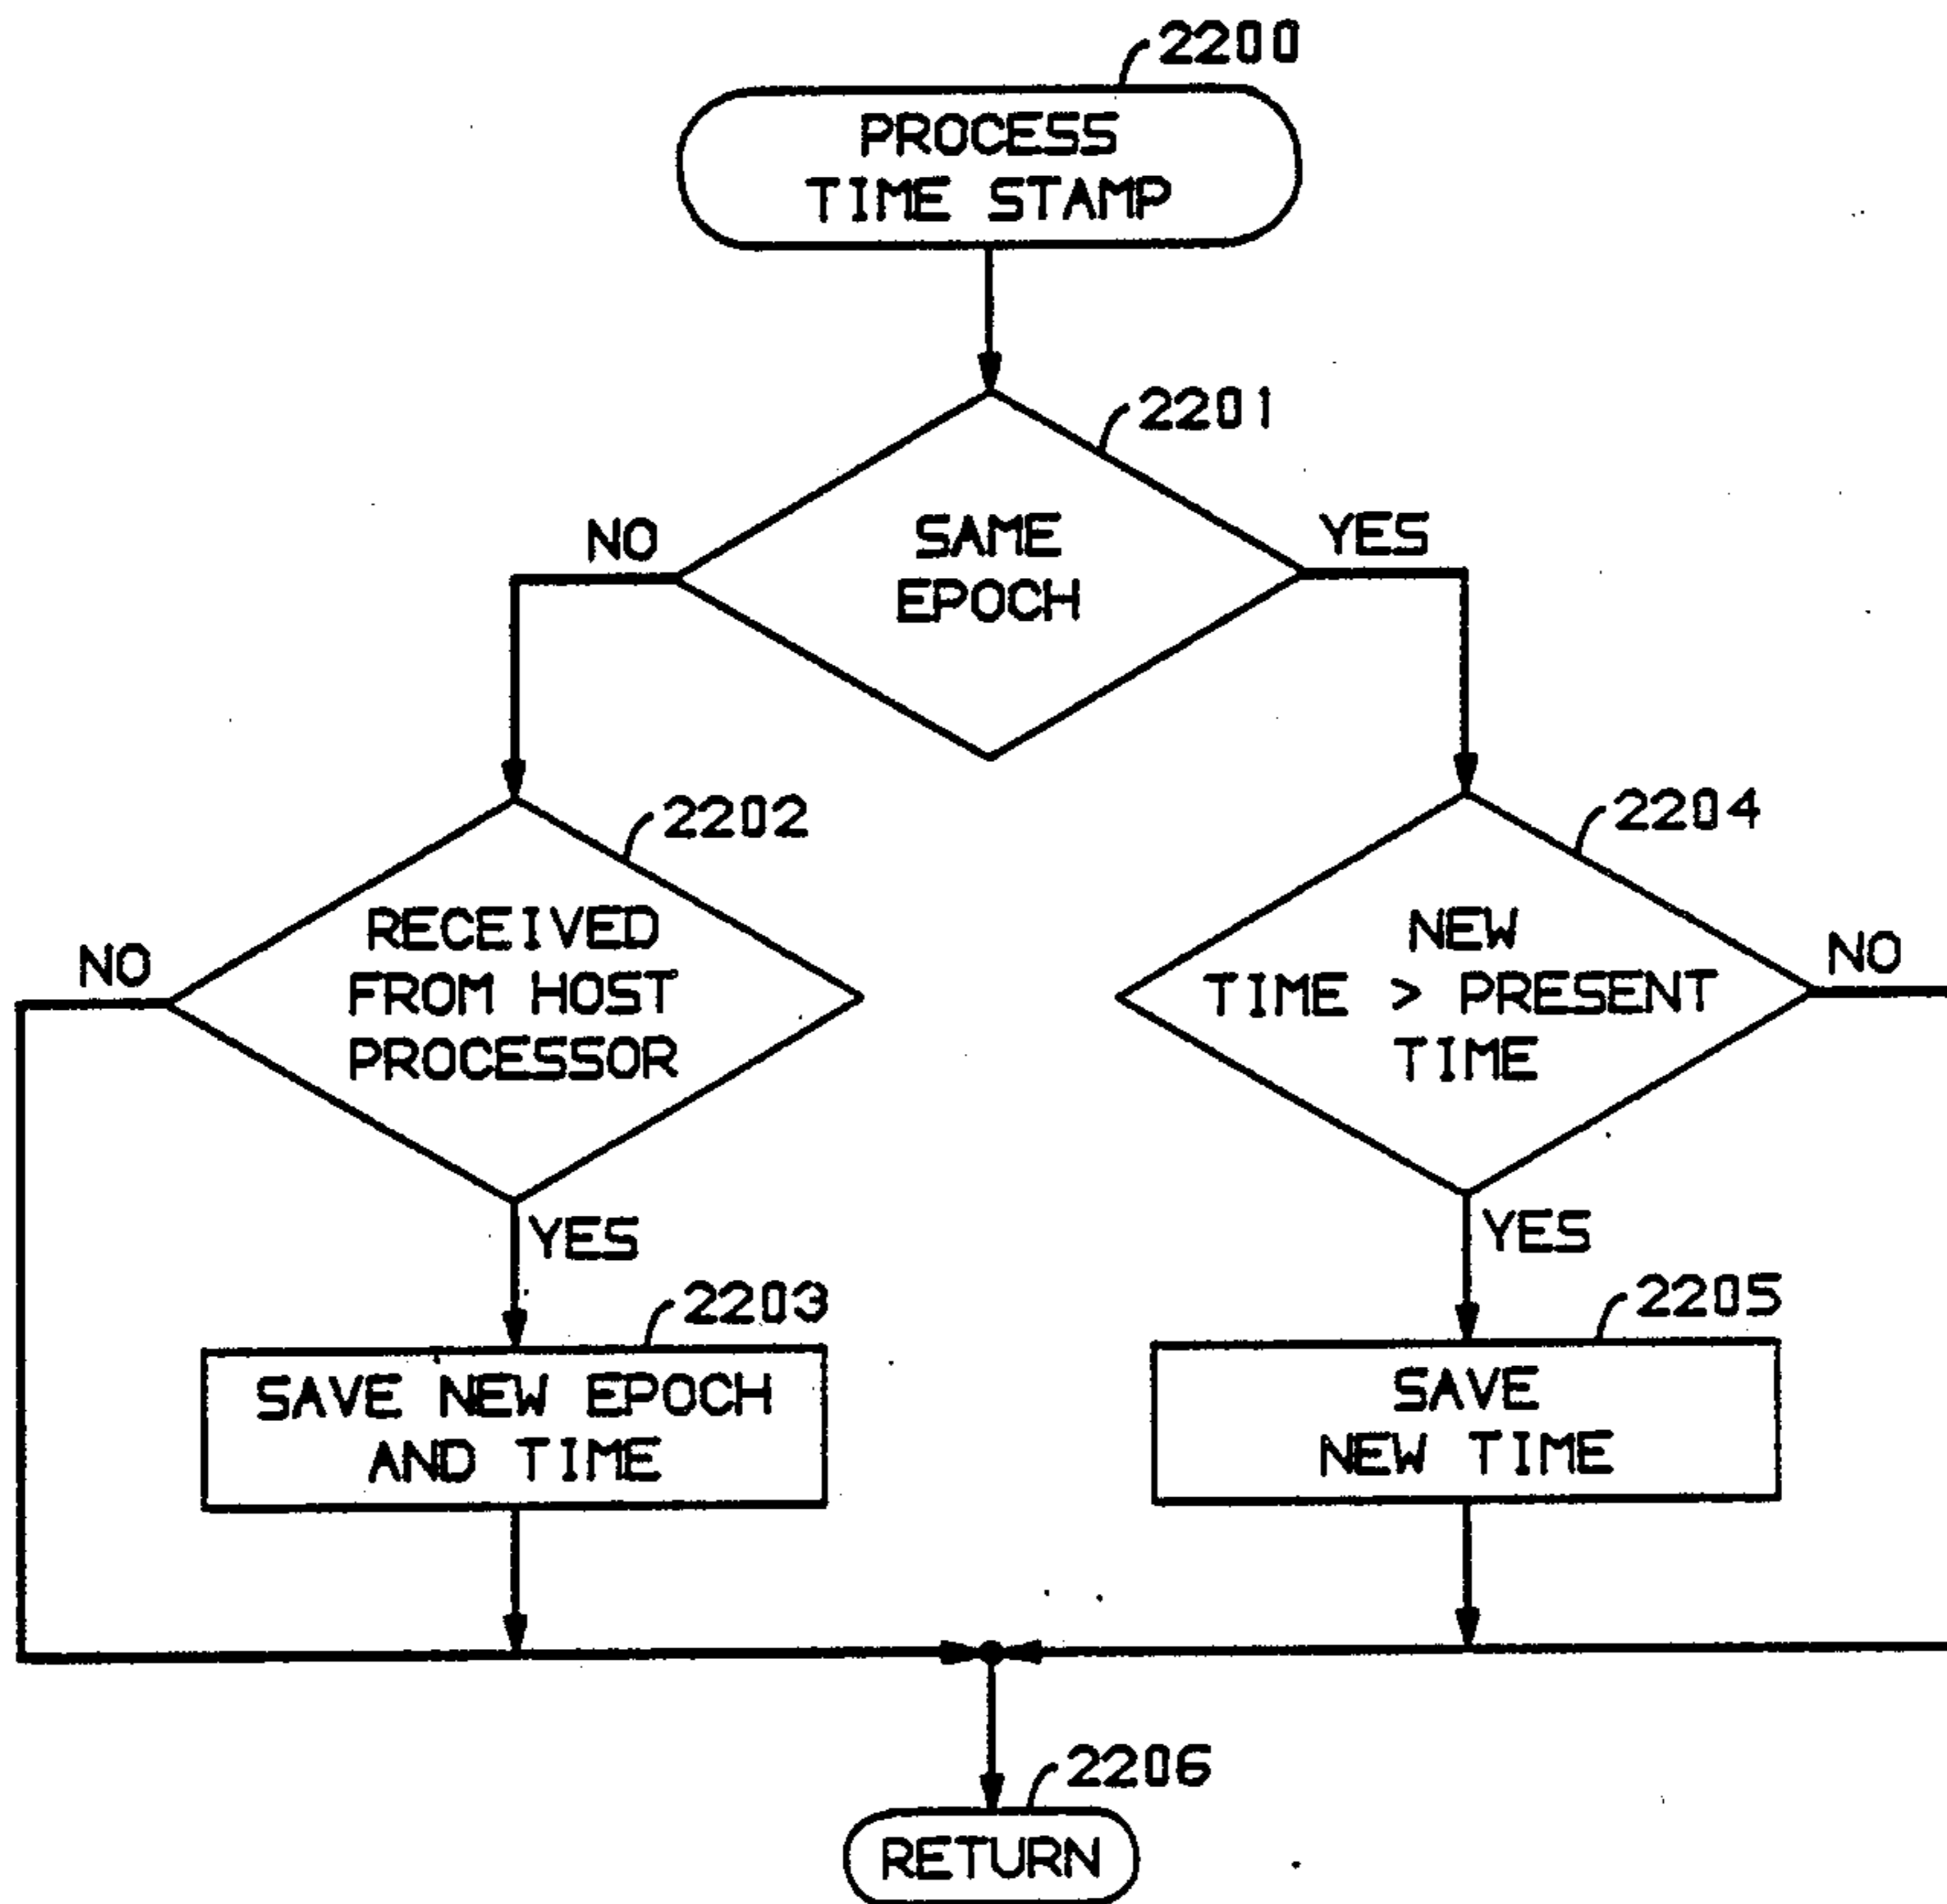 2200
PROCESS
TIME STAMP
2201
SAME
EPOCH
NO
YES
2202
RECEIVED
FROM HOST
PROCESSOR
NO
YES
2204
NEW
TIME > PRESENT
TIME
NO
YES
2203
SAVE NEW EPOCH
AND TIME
2205
SAVE
NEW TIME
2206
RETURN